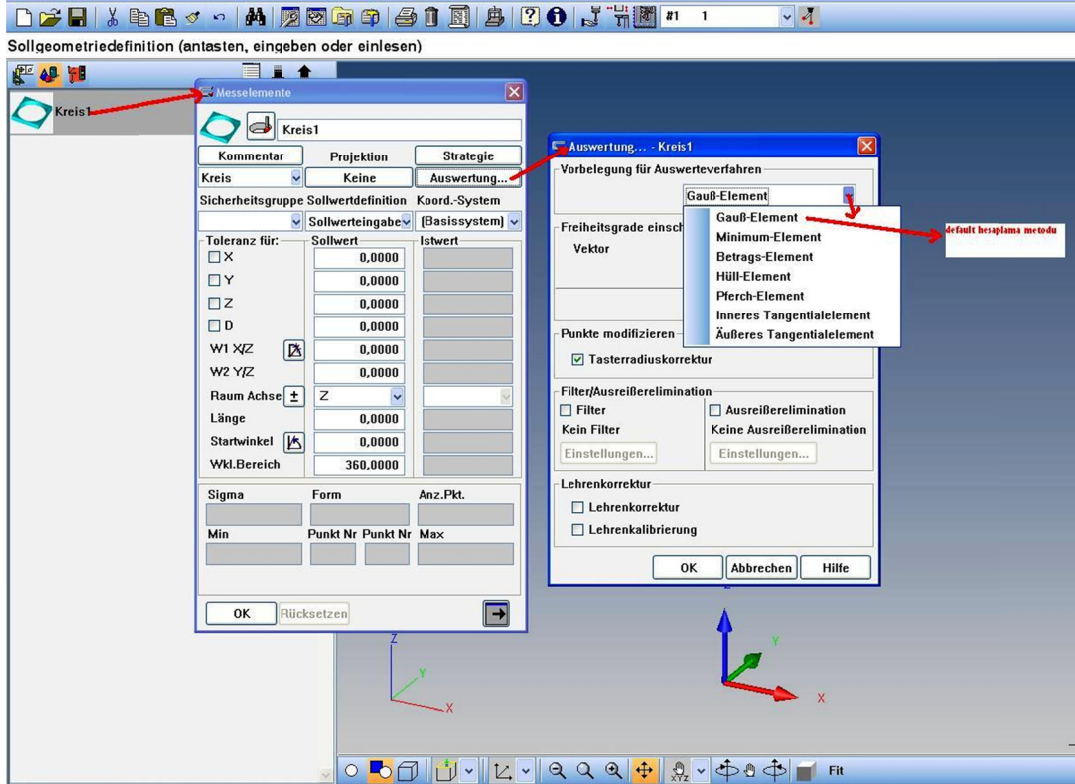 #1 1
Sollgeometriedefinition (antasten, eingeben oder einlesen)
Kreis1
Messelemente
Kreis1
Kommentar Projektion Strategie
Kreis Keine Auswertung...
Sicherheitsgruppe Sollwertdefinition Koord.-System
Sollwerteingabe (Basissystem)
Toleranz für: Sollwert Istwert
X 0,0000
Y 0,0000
Z 0,0000
D 0,0000
W1 X/Z 0,0000
W2 Y/Z 0,0000
Raum Achse ± Z
Länge 0,0000
Startwinkel 0,0000
Wkl.Bereich 360,0000
Sigma Form Anz.Pkt.
Min Punkt Nr Punkt Nr Max
OK Rücksetzen
Auswertung... - Kreis1
Vorbelegung für Auswerteverfahren
Gauß-Element
Gauß-Element
Minimum-Element
Betrags-Element
Hüll-Element
Pferch-Element
Inneres Tangentialelement
Äußeres Tangentialelement
default hesaplama metodu
Freiheitsgrade einsch
Vektor
Punkte modifizieren
Tasterradiuskorrektur
Filter/Ausreißerelimination
Filter Ausreißerelimination
Kein Filter Keine Ausreißerelimination
Einstellungen... Einstellungen...
Lehrenkorrektur
Lehrenkorrektur
Lehrenkalibrierung
OK Abbrechen Hilfe
Z
Y
X
Y
X
XYZ
Fit